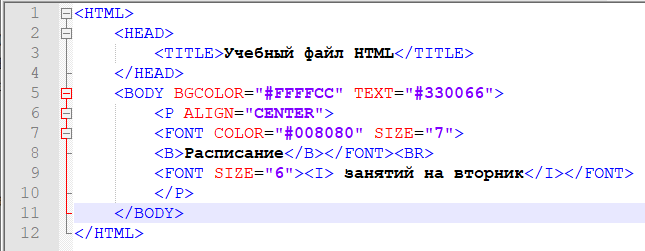 1 <HTML>
2 <HEAD>
3 <TITLE>Учебный файл HTML</TITLE>
4 </HEAD>
5 <BODY BGCOLOR="#FFFFCC" TEXT="#330066">
6 <P ALIGN="CENTER">
7 <FONT COLOR="#008080" SIZE="7">
8 <B>Расписание</B></FONT><BR>
9 <FONT SIZE="6"><I> занятий на вторник</I></FONT>
10 </P>
11 </BODY>
12 </HTML>